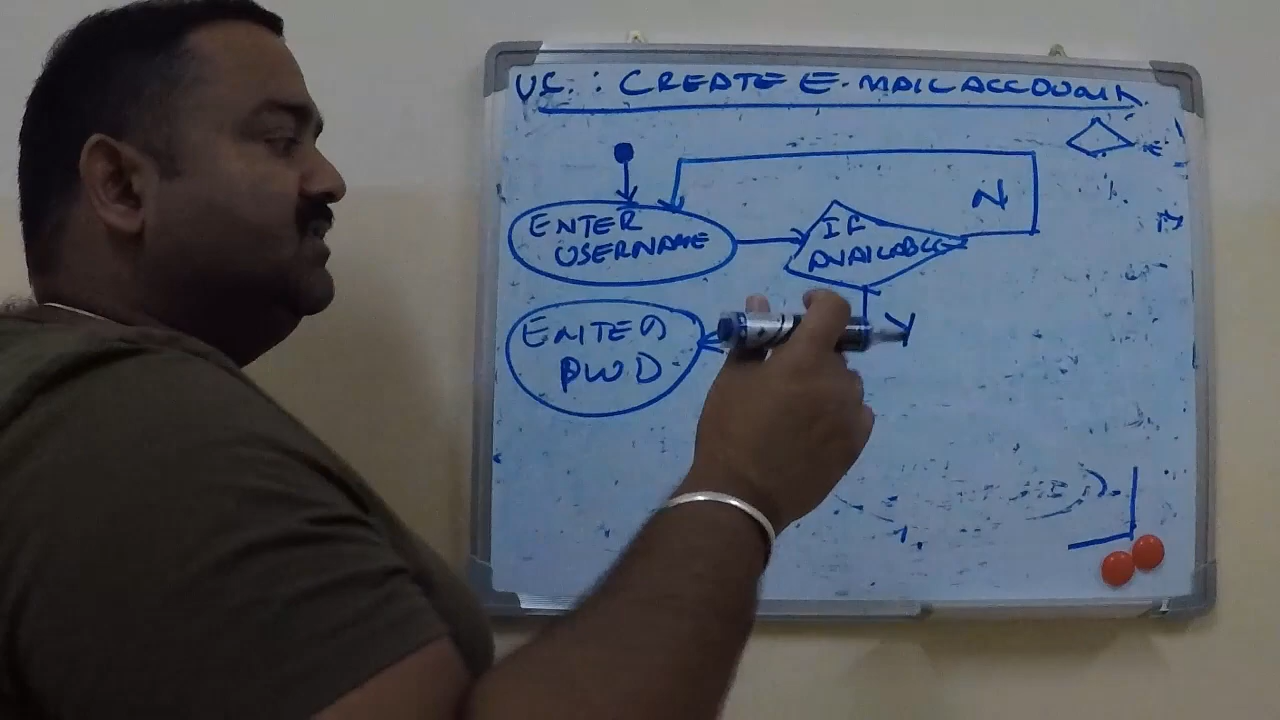 UC. : CREATE E-MAIL ACCOUNT
ENTER
USERNAME
IF
AVAILABLE
N
ENTER
PWD
Y